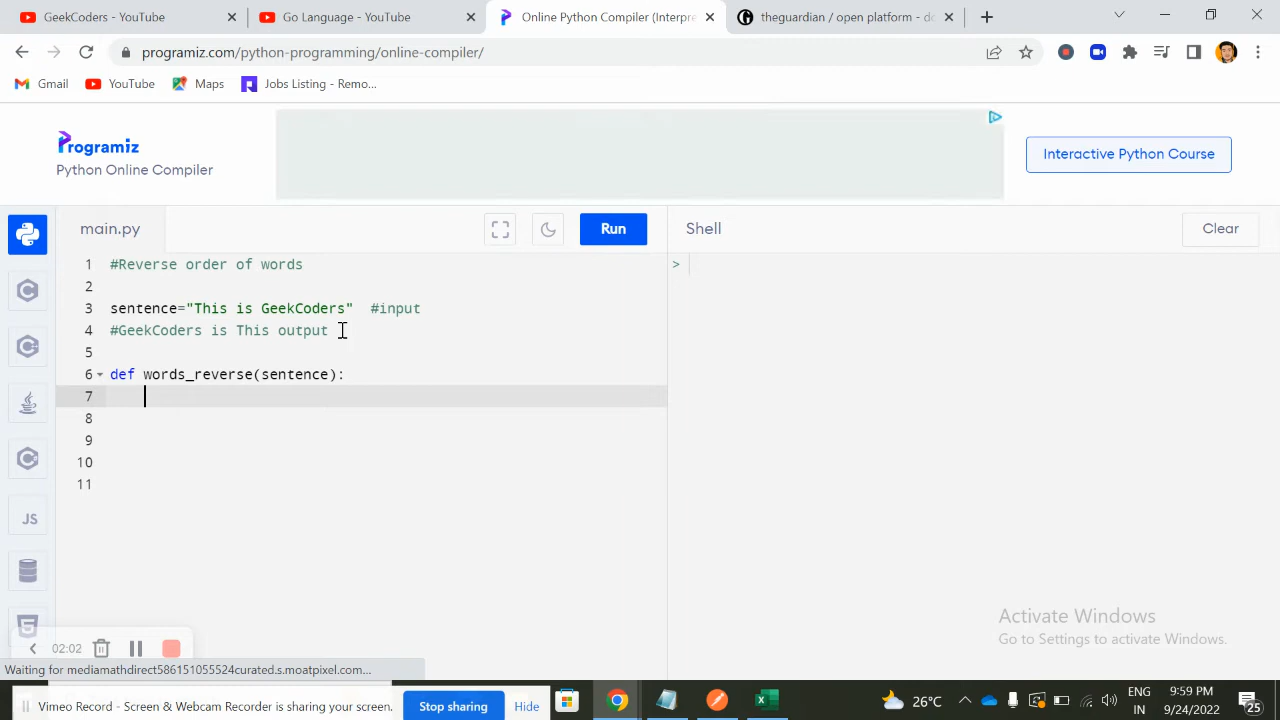 GeekCoders - YouTube
Go Language - YouTube
Online Python Compiler (Interpre
theguardian / open platform - do
programiz.com/python-programming/online-compiler/
Gmail
YouTube
Maps
Jobs Listing - Remo...
Programiz
Python Online Compiler
Interactive Python Course
main.py
Run
Shell
Clear
1 #Reverse order of words
2
3 sentence="This is GeekCoders"  #input
4 #GeekCoders is This output
5
6 def words_reverse(sentence):
7
8
9
10
11
>
JS
02:02
Activate Windows
Go to Settings to activate Windows.
Waiting for mediamathdirect586151055524curated.s.moatpixel.com...
Vimeo Record - Screen & Webcam Recorder is sharing your screen.
Stop sharing
Hide
26°C
ENG
IN
9:59 PM
9/24/2022
25